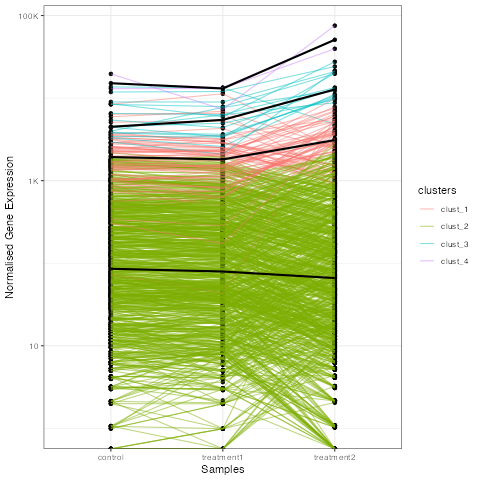 100K
1K
10
Normalised Gene Expression
control
treatment1
treatment2
Samples
clusters
clust_1
clust_2
clust_3
clust_4